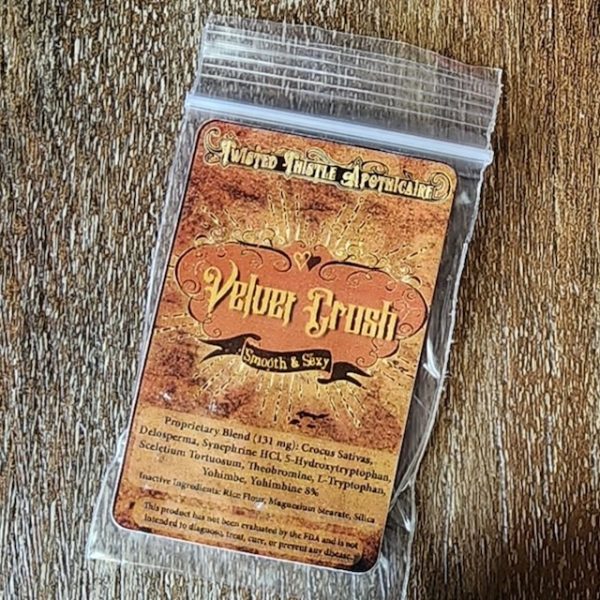 Twisted Thistle Apothicaire
Velvet Crush
Smooth & Sexy
Proprietary Blend (131 mg): Crocus Sativas,
Delosperma, Synephrine HCl, 5-Hydroxytryptophan,
Sceletium Tortuosum, Theobromine, L-Tryptophan,
Yohimbe, Yohimbine 8%
Inactive Ingredients: Rice Flour, Magnesium Stearate, Silica
This product has not been evaluated by the FDA and is not
intended to diagnose, treat, cure, or prevent any disease.